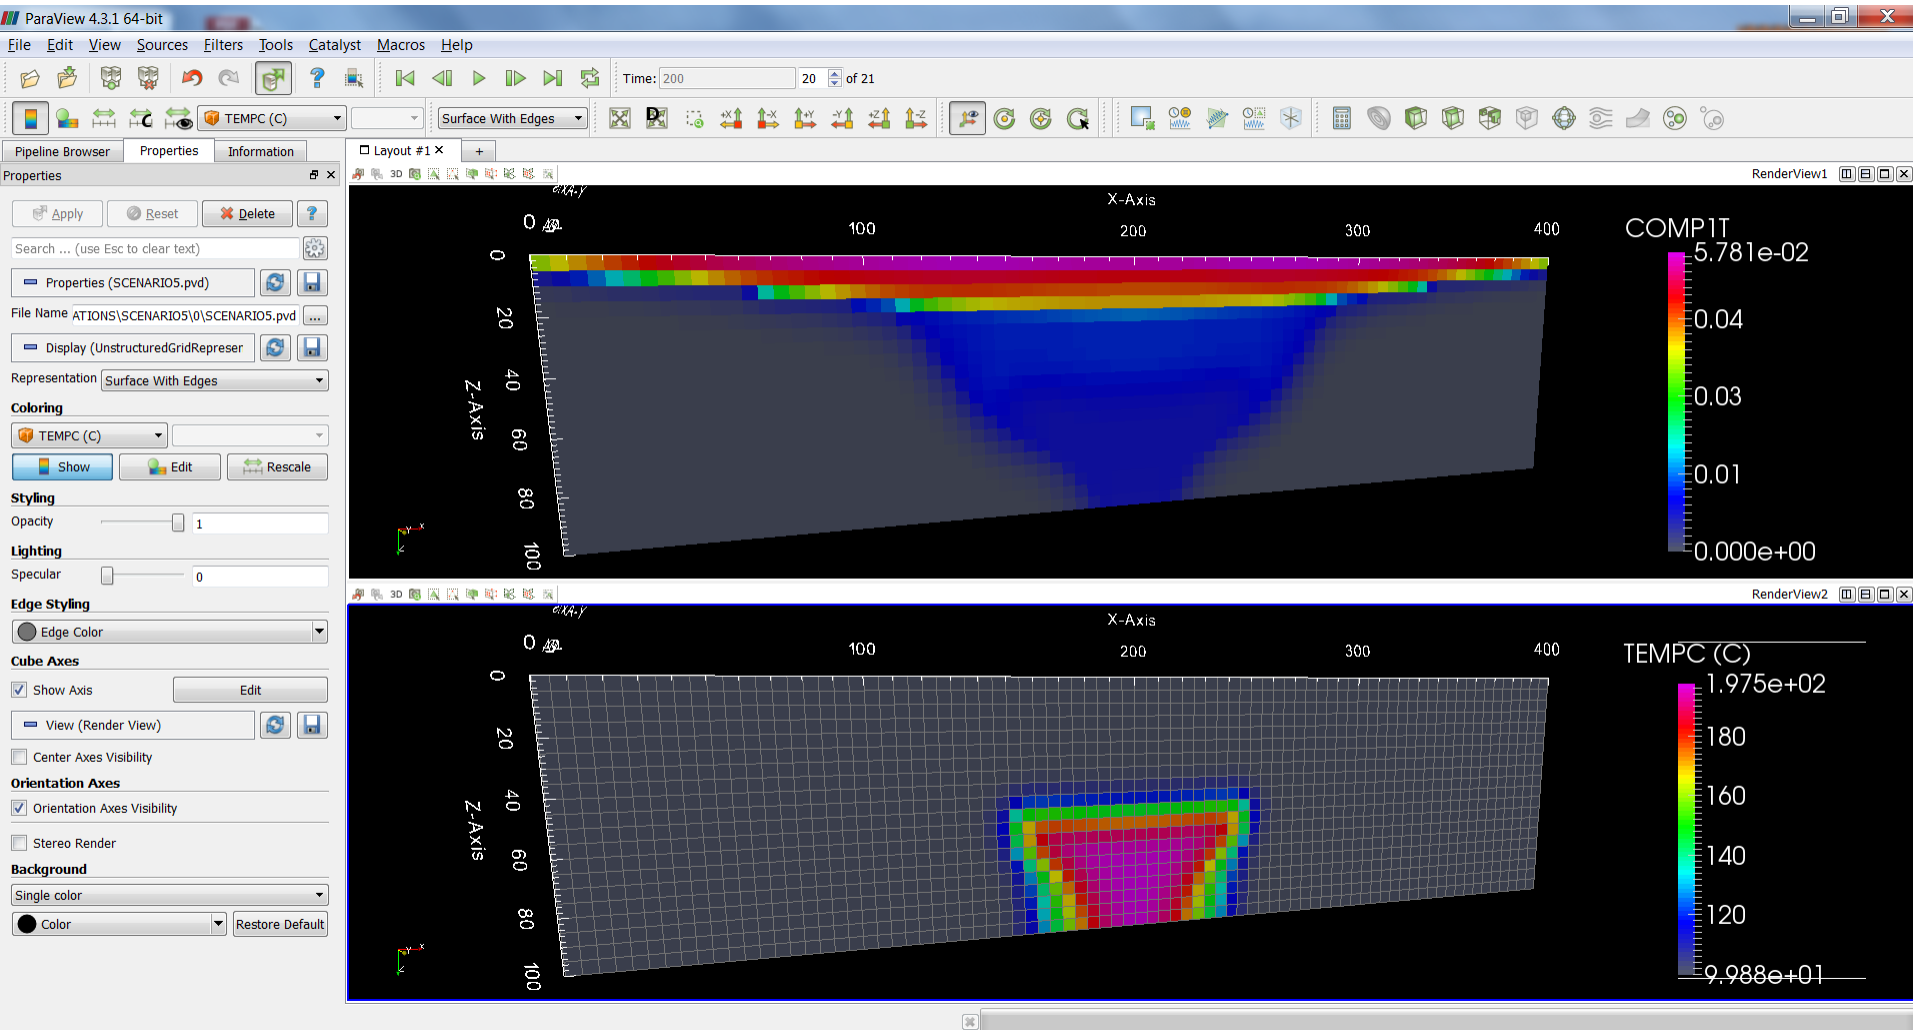 ParaView 4.3.1 64-bit
File Edit View Sources Filters Tools Catalyst Macros Help
Time: 200 20 of 21
TEMPC (C) Surface With Edges
Pipeline Browser Properties Information
Layout #1
Properties
3D RenderView1
Apply Reset Delete ?
Search ... (use Esc to clear text)
Properties (SCENARIO5.pvd)
File Name ATIONS\SCENARIO5\0\SCENARIO5.pvd ...
Display (UnstructuredGridRepreser
Representation Surface With Edges
Coloring
TEMPC (C)
Show Edit Rescale
Styling
Opacity 1
Lighting
Specular 0
Edge Styling
Edge Color
Cube Axes
Show Axis Edit
View (Render View)
Center Axes Visibility
Orientation Axes
Orientation Axes Visibility
Stereo Render
Background
Single color
Color Restore Default
X-Axis
0 100 200 300 400
0
20
40
60
80
100
Z-Axis
COMP1T
5.781e-02
0.04
0.03
0.01
0.000e+00
3D RenderView2
X-Axis
0 100 200 300 400
0
20
40
60
80
100
Z-Axis
TEMPC (C)
1.975e+02
180
160
140
120
9.988e+01